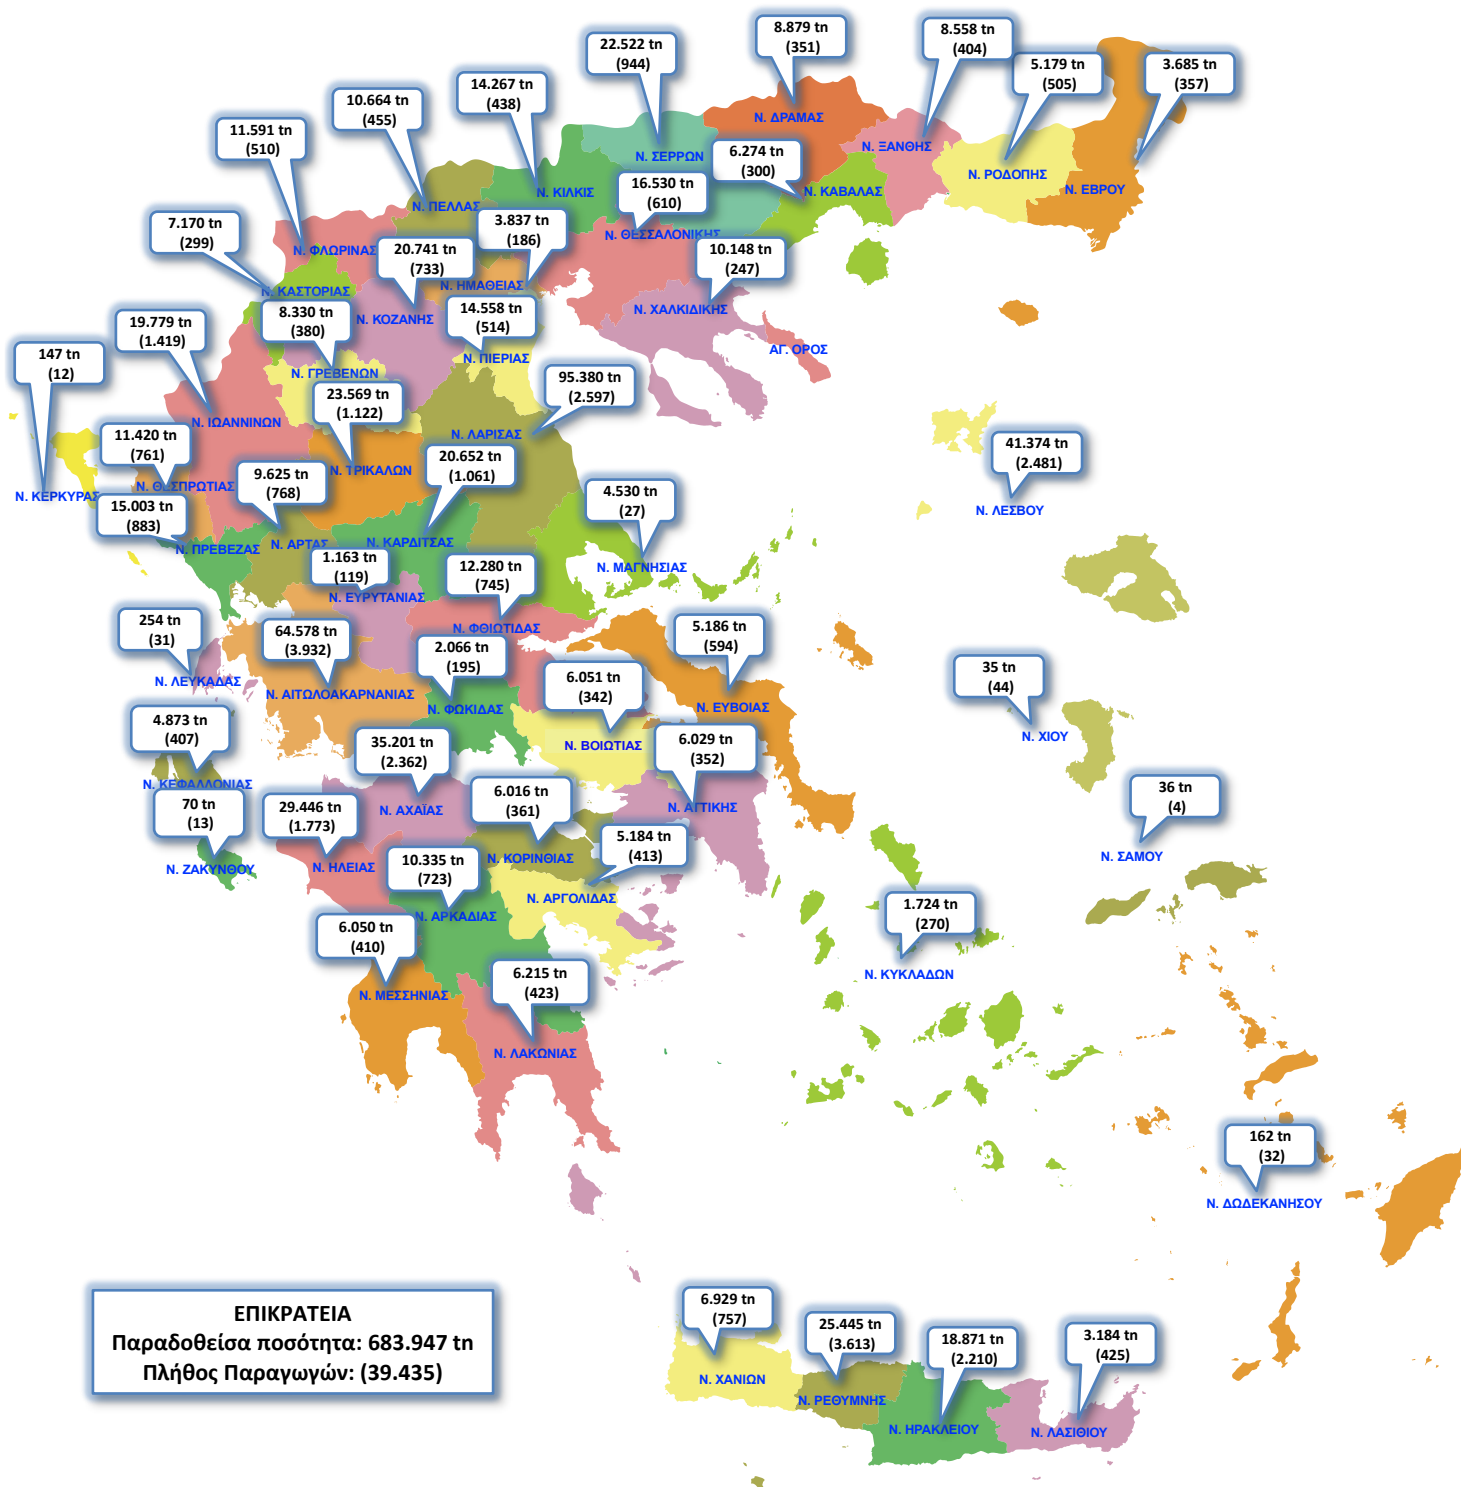 8.879 tn
(351)
8.558 tn
(404)
22.522 tn
(944)
5.179 tn
(505)
3.685 tn
(357)
14.267 tn
(438)
10.664 tn
(455)
11.591 tn
(510)
Ν. ΔΡΑΜΑΣ
Ν. ΞΑΝΘΗΣ
Ν. ΣΕΡΡΩΝ
6.274 tn
(300)
Ν. ΡΟΔΟΠΗΣ
Ν. ΕΒΡΟΥ
Ν. ΚΙΛΚΙΣ
Ν. ΚΑΒΑΛΑΣ
16.530 tn
(610)
Ν. ΠΕΛΛΑΣ
7.170 tn
(299)
3.837 tn
(186)
Ν. ΘΕΣΣΑΛΟΝΙΚΗΣ
Ν. ΦΛΩΡΙΝΑΣ
20.741 tn
(733)
10.148 tn
(247)
Ν. ΚΑΣΤΟΡΙΑΣ
Ν. ΗΜΑΘΕΙΑΣ
8.330 tn
(380)
Ν. ΚΟΖΑΝΗΣ
14.558 tn
(514)
Ν. ΧΑΛΚΙΔΙΚΗΣ
19.779 tn
(1.419)
ΑΓ. ΟΡΟΣ
147 tn
(12)
Ν. ΠΙΕΡΙΑΣ
Ν. ΓΡΕΒΕΝΩΝ
95.380 tn
(2.597)
23.569 tn
(1.122)
Ν. ΙΩΑΝΝΙΝΩΝ
Ν. ΛΑΡΙΣΑΣ
11.420 tn
(761)
20.652 tn
(1.061)
41.374 tn
(2.481)
9.625 tn
(768)
Ν. ΤΡΙΚΑΛΩΝ
Ν. ΚΕΡΚΥΡΑΣ
Ν. ΘΕΣΠΡΩΤΙΑΣ
4.530 tn
(27)
15.003 tn
(883)
Ν. ΛΕΣΒΟΥ
Ν. ΠΡΕΒΕΖΑΣ
Ν. ΑΡΤΑΣ
Ν. ΚΑΡΔΙΤΣΑΣ
1.163 tn
(119)
12.280 tn
(745)
Ν. ΜΑΓΝΗΣΙΑΣ
Ν. ΕΥΡΥΤΑΝΙΑΣ
254 tn
(31)
64.578 tn
(3.932)
Ν. ΦΘΙΩΤΙΔΑΣ
5.186 tn
(594)
2.066 tn
(195)
35 tn
(44)
Ν. ΛΕΥΚΑΔΑΣ
6.051 tn
(342)
Ν. ΑΙΤΩΛΟΑΚΑΡΝΑΝΙΑΣ
Ν. ΦΩΚΙΔΑΣ
Ν. ΕΥΒΟΙΑΣ
4.873 tn
(407)
Ν. ΧΙΟΥ
35.201 tn
(2.362)
Ν. ΒΟΙΩΤΙΑΣ
6.029 tn
(352)
Ν. ΚΕΦΑΛΛΟΝΙΑΣ
6.016 tn
(361)
36 tn
(4)
70 tn
(13)
29.446 tn
(1.773)
Ν. ΑΧΑΪΑΣ
Ν. ΑΤΤΙΚΗΣ
5.184 tn
(413)
Ν. ΚΟΡΙΝΘΙΑΣ
Ν. ΣΑΜΟΥ
Ν. ΖΑΚΥΝΘΟΥ
Ν. ΗΛΕΙΑΣ
10.335 tn
(723)
Ν. ΑΡΓΟΛΙΔΑΣ
1.724 tn
(270)
Ν. ΑΡΚΑΔΙΑΣ
6.050 tn
(410)
6.215 tn
(423)
Ν. ΚΥΚΛΑΔΩΝ
Ν. ΜΕΣΣΗΝΙΑΣ
Ν. ΛΑΚΩΝΙΑΣ
162 tn
(32)
Ν. ΔΩΔΕΚΑΝΗΣΟΥ
ΕΠΙΚΡΑΤΕΙΑ
Παραδοθείσα ποσότητα: 683.947 tn
Πλήθος Παραγωγών: (39.435)
6.929 tn
(757)
25.445 tn
(3.613)
18.871 tn
(2.210)
3.184 tn
(425)
Ν. ΧΑΝΙΩΝ
Ν. ΡΕΘΥΜΝΗΣ
Ν. ΗΡΑΚΛΕΙΟΥ
Ν. ΛΑΣΙΘΙΟΥ